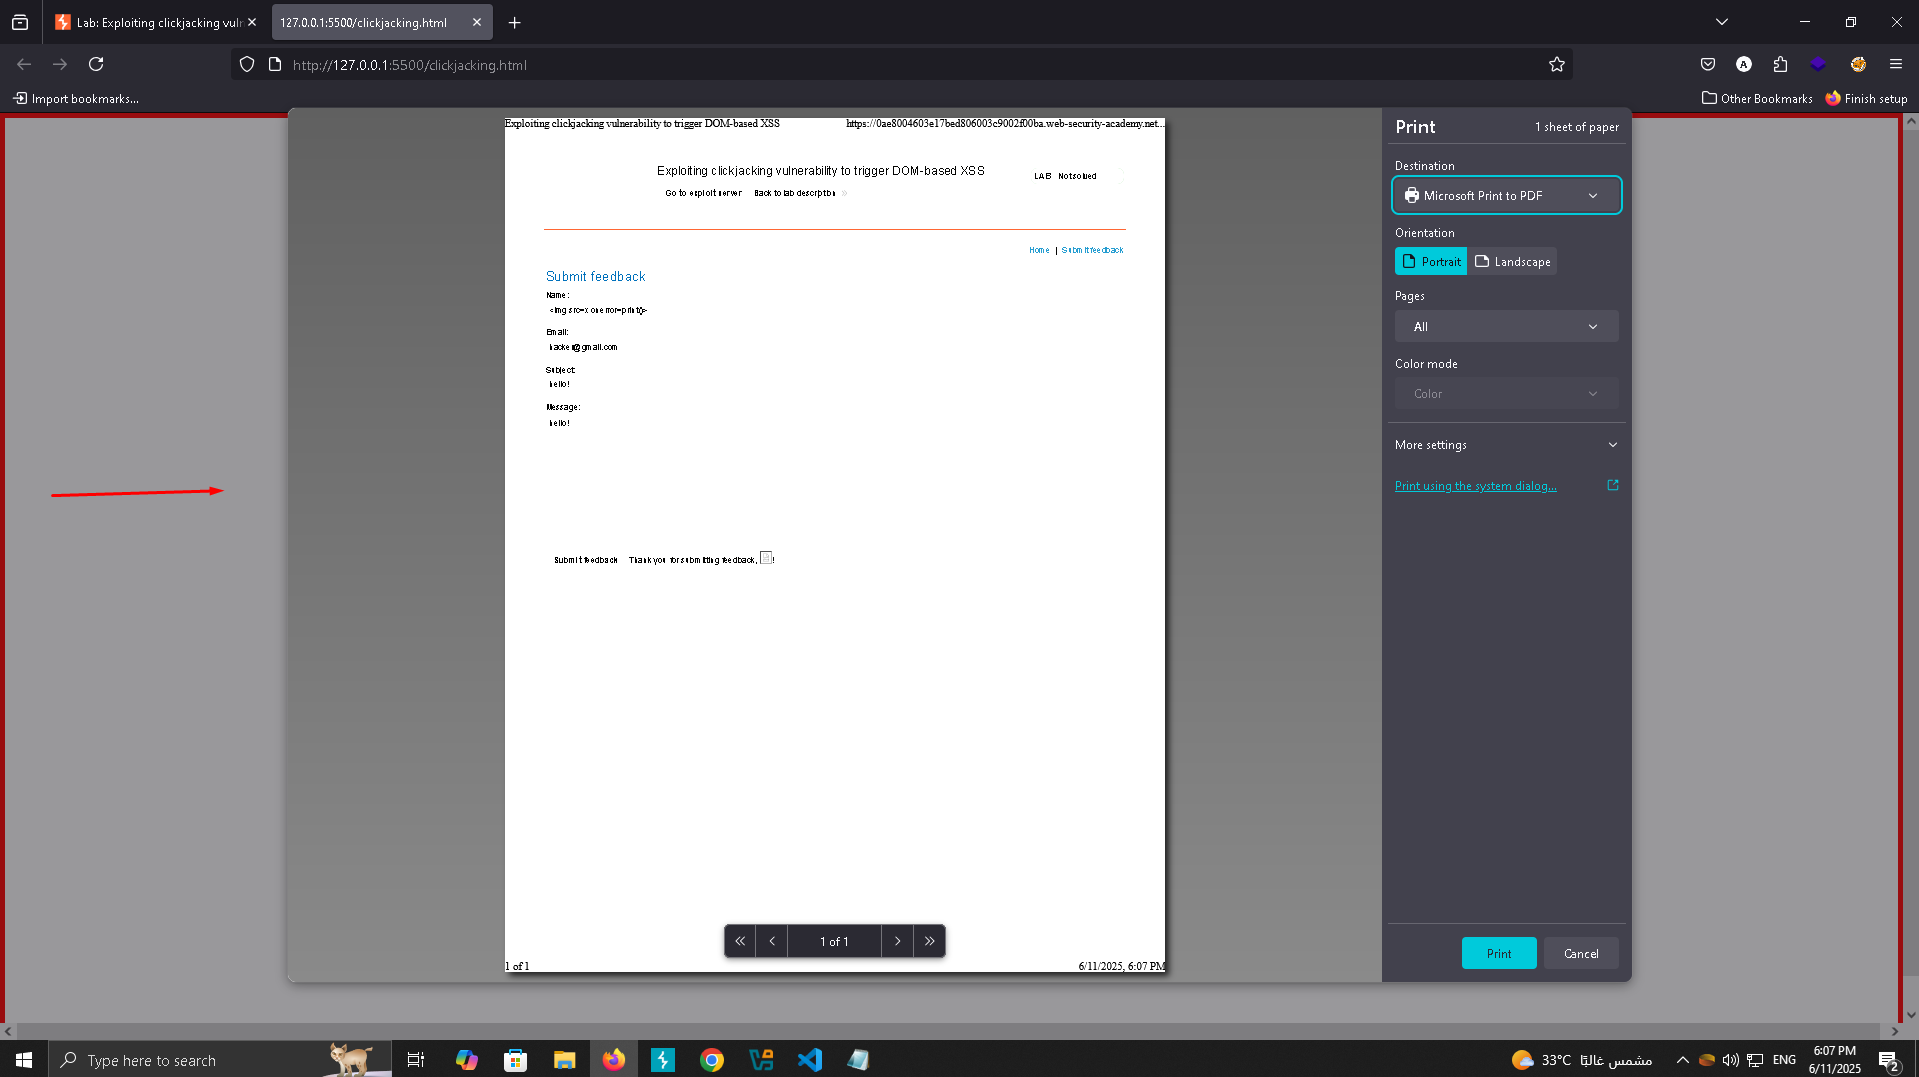 Lab: Exploiting clickjacking vuln
127.0.0.1:5500/clickjacking.html
http://127.0.0.1:5500/clickjacking.html
Import bookmarks...
Other Bookmarks
Finish setup
Exploiting clickjacking vulnerability to trigger DOM-based XSS
https://0ae8004603e17bed806003c9002f00ba.web-security-academy.net...
Exploiting clickjacking vulnerability to trigger DOM-based XSS
LAB Not solved
Go to exploit server Back to lab description »
Home | Submit feedback
Submit feedback
Name:
<img src=x onerror=print()>
Email:
hacker@gmail.com
Subject:
hello!
Message:
hello!
Submit feedback Thank you for submitting feedback, !
1 of 1
1 of 1
6/11/2025, 6:07 PM
Print
1 sheet of paper
Destination
Microsoft Print to PDF
Orientation
Portrait
Landscape
Pages
All
Color mode
Color
More settings
Print using the system dialog...
Print
Cancel
Type here to search
33°C مشمس غالبًا
ENG
6:07 PM
6/11/2025
2